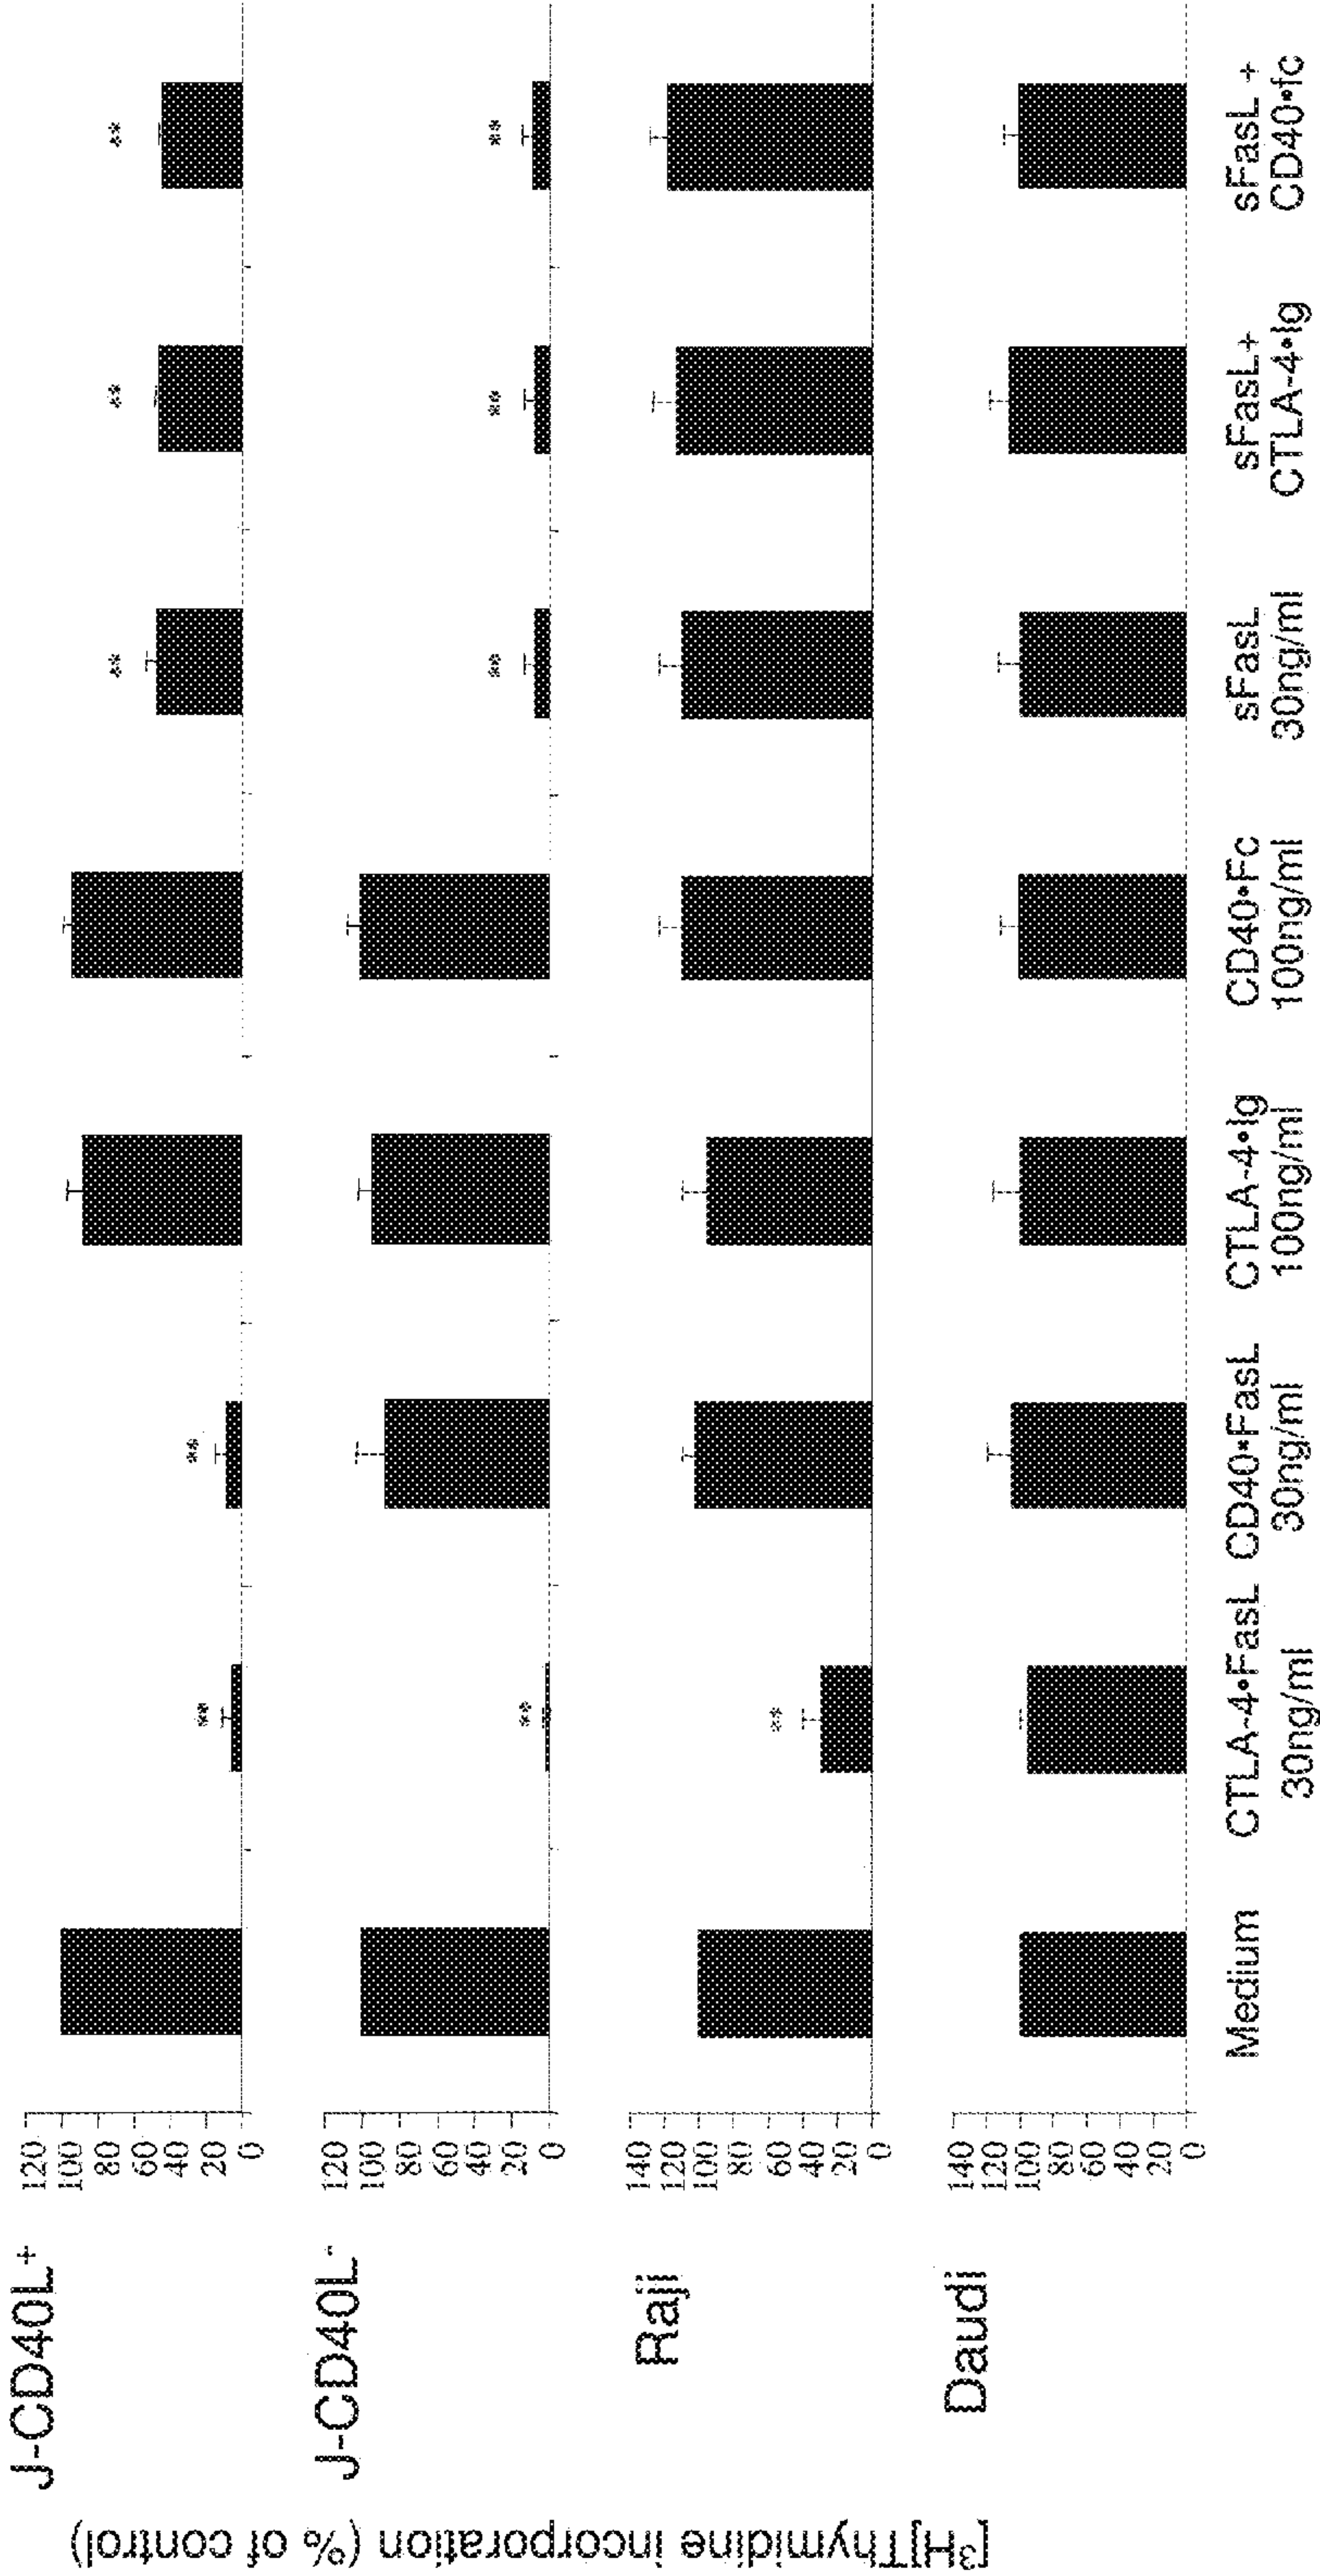 [³H]Thymidine incorporation (% of control)
J-CD40L⁺
120
100
80
60
40
20
0
**
**
**
**
**
J-CD40L⁻
120
100
80
60
40
20
0
**
**
**
**
Raji
140
120
100
80
60
40
20
0
**
Daudi
140
120
100
80
60
40
20
0
Medium
CTLA-4•FasL
30ng/ml
CD40•FasL
30ng/ml
CTLA-4•Ig
100ng/ml
CD40•Fc
100ng/ml
sFasL
30ng/ml
sFasL+
CTLA-4•Ig
sFasL +
CD40•fc